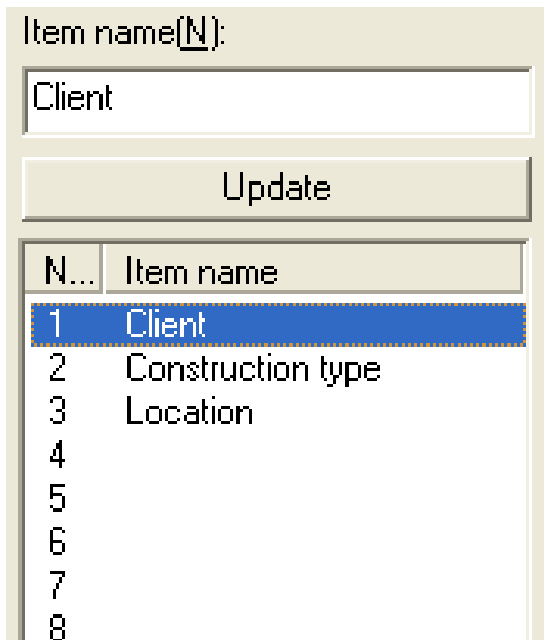 Item name(N):
Client
Update
N... Item name
1 Client
2 Construction type
3 Location
4
5
6
7
8